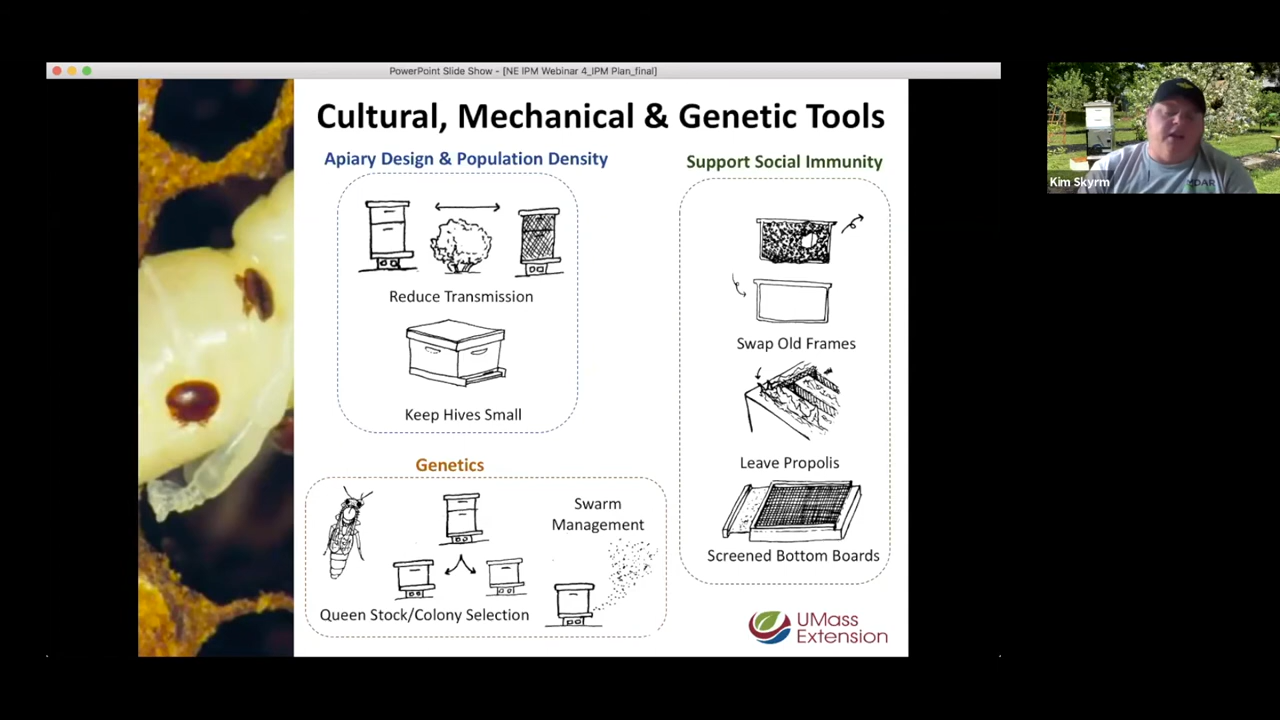 PowerPoint Slide Show - [NE IPM Webinar 4_IPM Plan_final]
Cultural, Mechanical & Genetic Tools
Apiary Design & Population Density
Reduce Transmission
Keep Hives Small
Genetics
Swarm
Management
Queen Stock/Colony Selection
Support Social Immunity
Swap Old Frames
Leave Propolis
Screened Bottom Boards
UMass
Extension
Kim Skyrm